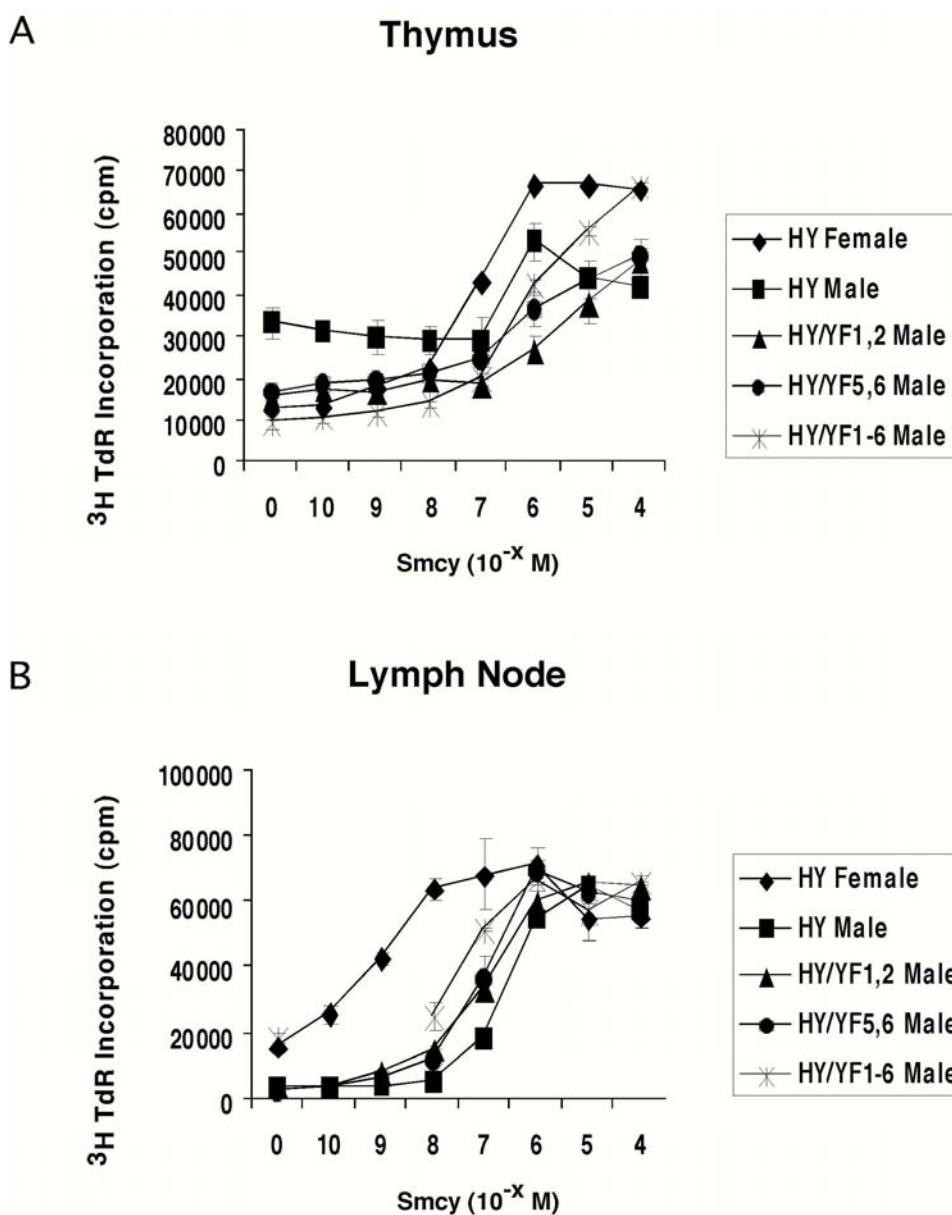 A
Thymus
80000
70000
60000
50000
40000
30000
20000
10000
0
3H TdR Incorporation (cpm)
0 10 9 8 7 6 5 4
Smcy (10-x M)
HY Female
HY Male
HY/YF1,2 Male
HY/YF5,6 Male
HY/YF1-6 Male
B
Lymph Node
100000
80000
60000
40000
20000
0
3H TdR Incorporation (cpm)
0 10 9 8 7 6 5 4
Smcy (10-x M)
HY Female
HY Male
HY/YF1,2 Male
HY/YF5,6 Male
HY/YF1-6 Male